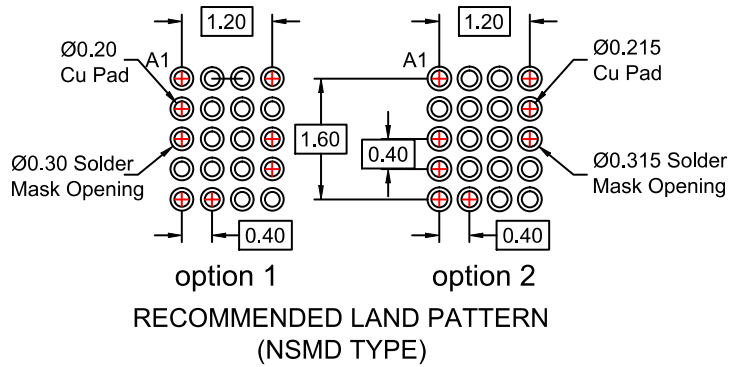 1.20
1.20
Ø0.20
Cu Pad
A1
A1
Ø0.215
Cu Pad
1.60
0.40
Ø0.30 Solder
Mask Opening
Ø0.315 Solder
Mask Opening
0.40
0.40
option 1
option 2
RECOMMENDED LAND PATTERN
(NSMD TYPE)